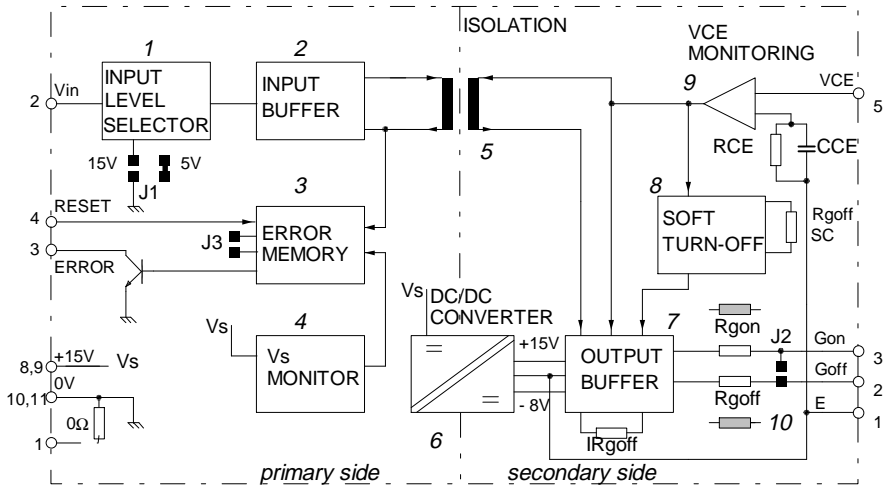 ISOLATION
VCE
MONITORING
1
INPUT
LEVEL
SELECTOR
2
INPUT
BUFFER
2
Vin
15V
5V
J1
5
9
VCE
5
RCE
CCE
4
RESET
3
ERROR
3
ERROR
MEMORY
J3
8
SOFT
TURN-OFF
Rgoff
SC
Vs
4
Vs
MONITOR
Vs
DC/DC
CONVERTER
+15V
- 8V
6
7
OUTPUT
BUFFER
IRgoff
Rgon
J2
Gon
3
Goff
2
Rgoff
10
E
1
8,9
+15V
Vs
0V
10,11
0Ω
1
primary side
secondary side